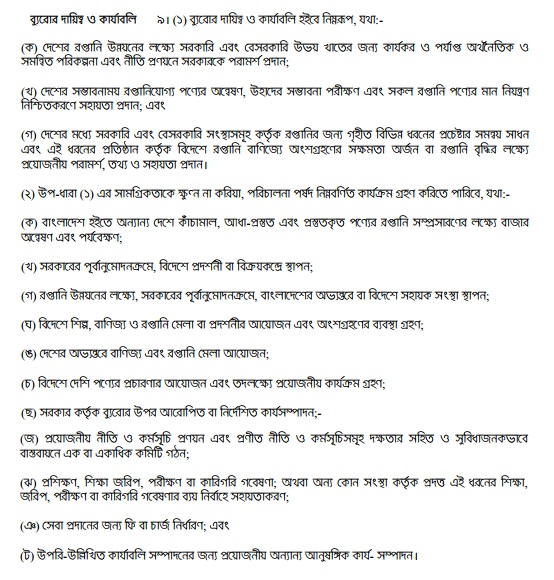 ব্যুরোর দায়িত্ব ও কার্যাবলি ৯। (১) ব্যুরোর দায়িত্ব ও কার্যাবলি হইবে নিম্নরূপ, যথা:-
(ক) দেশের রপ্তানি উন্নয়নের লক্ষ্যে সরকারি এবং বেসরকারি উভয় খাতের জন্য কার্যকর ও পর্যাপ্ত অর্থনৈতিক ও
সমন্বিত পরিকল্পনা এবং নীতি প্রণয়নে সরকারকে পরামর্শ প্রদান;
(খ) দেশের সম্ভাবনাময় রপ্তানিযোগ্য পণ্যের অন্বেষণ, উহাদের সম্ভাবনা পরীক্ষণ এবং সকল রপ্তানি পণ্যের মান নিয়ন্ত্রণ
নিশ্চিতকরণে সহায়তা প্রদান; এবং
(গ) দেশের মধ্যে সরকারি এবং বেসরকারি সংস্থাসমূহ কর্তৃক রপ্তানির জন্য গৃহীত বিভিন্ন ধরনের প্রচেষ্টার সমন্বয় সাধন
এবং এই ধরনের প্রতিষ্ঠান কর্তৃক বিদেশে রপ্তানি বাণিজ্যে অংশগ্রহণের সক্ষমতা অর্জন বা রপ্তানি বৃদ্ধির লক্ষ্যে
প্রয়োজনীয় পরামর্শ, তথ্য ও সহায়তা প্রদান।
(২) উপ-ধারা (১) এর সামগ্রিকতাকে ক্ষুণ্ন না করিয়া, পরিচালনা পর্ষদ নিম্নবর্ণিত কার্যক্রম গ্রহণ করিতে পারিবে, যথা:-
(ক) বাংলাদেশ হইতে অন্যান্য দেশে কাঁচামাল, আধা-প্রস্তুত এবং প্রস্তুতকৃত পণ্যের রপ্তানি সম্প্রসারণের লক্ষ্যে বাজার
অন্বেষণ এবং পর্যবেক্ষণ;
(খ) সরকারের পূর্বানুমোদনক্রমে, বিদেশে প্রদর্শনী বা বিক্রয়কেন্দ্রে স্থাপন;
(গ) রপ্তানি উন্নয়নের লক্ষ্যে, সরকারের পূর্বানুমোদনক্রমে, বাংলাদেশের অভ্যন্তরে বা বিদেশে সহায়ক সংস্থা স্থাপন;
(ঘ) বিদেশে শিল্প, বাণিজ্য ও রপ্তানি মেলা বা প্রদর্শনীর আয়োজন এবং অংশগ্রহণের ব্যবস্থা গ্রহণ;
(ঙ) দেশের অভ্যন্তরে বাণিজ্য এবং রপ্তানি মেলা আয়োজন;
(চ) বিদেশে দেশি পণ্যের প্রচারণার আয়োজন এবং তদলক্ষ্যে প্রয়োজনীয় কার্যক্রম গ্রহণ;
(ছ) সরকার কর্তৃক ব্যুরোর উপর আরোপিত বা নির্দেশিত কার্যসম্পাদন;-
(জ) প্রয়োজনীয় নীতি ও কর্মসূচি প্রণয়ন এবং প্রণীত নীতি ও কর্মসূচিসমূহ দক্ষতার সহিত ও সুবিধাজনকভাবে
বাস্তবায়নে এক বা একাধিক কমিটি গঠন;
(ঝ) প্রশিক্ষণ, শিক্ষা জরিপ, পরীক্ষণ বা কারিগরি গবেষণা; অথবা অন্য কোন সংস্থা কর্তৃক প্রদত্ত এই ধরনের শিক্ষা,
জরিপ, পরীক্ষণ বা কারিগরি গবেষণার ব্যয় নির্বাহে সহায়তাকরণ;
(ঞ) সেবা প্রদানের জন্য ফি বা চার্জ নির্ধারণ; এবং
(ট) উপরি-উল্লিখিত কার্যাবলি সম্পাদনের জন্য প্রয়োজনীয় অন্যান্য আনুষঙ্গিক কার্য- সম্পাদন।